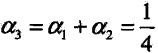 α₃ = α₁ + α₂ = 1/4